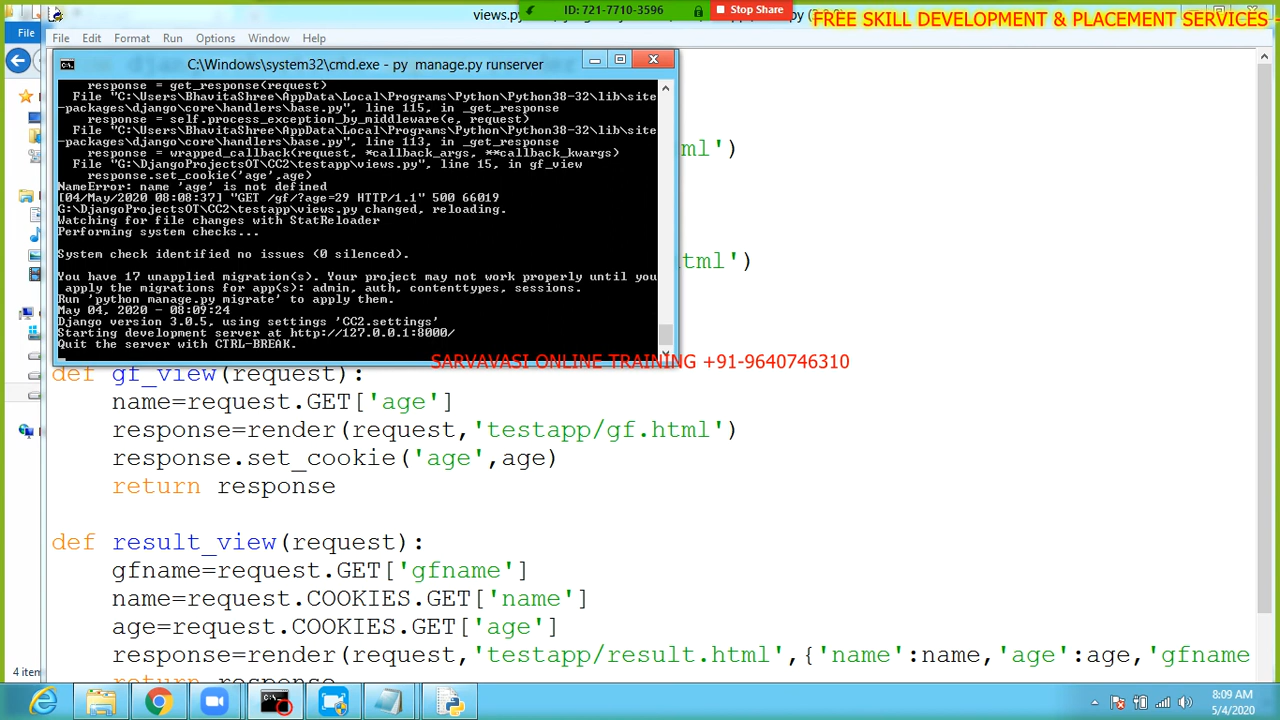 views.py
ID: 721-7710-3596
Stop Share
FREE SKILL DEVELOPMENT & PLACEMENT SERVICES
File
File Edit Format Run Options Window Help
C:\Windows\system32\cmd.exe - py manage.py runserver
response = get_response(request)
File "C:\Users\BhavitaShree\AppData\Local\Programs\Python\Python38-32\lib\site
-packages\django\core\handlers\base.py", line 115, in _get_response
response = self.process_exception_by_middleware(e, request)
File "C:\Users\BhavitaShree\AppData\Local\Programs\Python\Python38-32\lib\site
-packages\django\core\handlers\base.py", line 113, in _get_response
response = wrapped_callback(request, *callback_args, **callback_kwargs)
File "G:\DjangoProjectsOT\CC2\testapp\views.py", line 15, in gf_view
response.set_cookie('age',age)
NameError: name 'age' is not defined
[04/May/2020 08:08:37] "GET /gf/?age=29 HTTP/1.1" 500 66019
G:\DjangoProjectsOT\CC2\testapp\views.py changed, reloading.
Watching for file changes with StatReloader
Performing system checks...
System check identified no issues (0 silenced).
You have 17 unapplied migration(s). Your project may not work properly until you
apply the migrations for app(s): admin, auth, contenttypes, sessions.
Run 'python manage.py migrate' to apply them.
May 04, 2020 - 08:09:24
Django version 3.0.5, using settings 'CC2.settings'
Starting development server at http://127.0.0.1:8000/
Quit the server with CTRL-BREAK.
ml')
tml')
SARVAVASI ONLINE TRAINING +91-9640746310
def gf_view(request):
name=request.GET['age']
response=render(request,'testapp/gf.html')
response.set_cookie('age',age)
return response
def result_view(request):
gfname=request.GET['gfname']
name=request.COOKIES.GET['name']
age=request.COOKIES.GET['age']
response=render(request,'testapp/result.html',{'name':name,'age':age,'gfname
return response
4 item
8:09 AM
5/4/2020